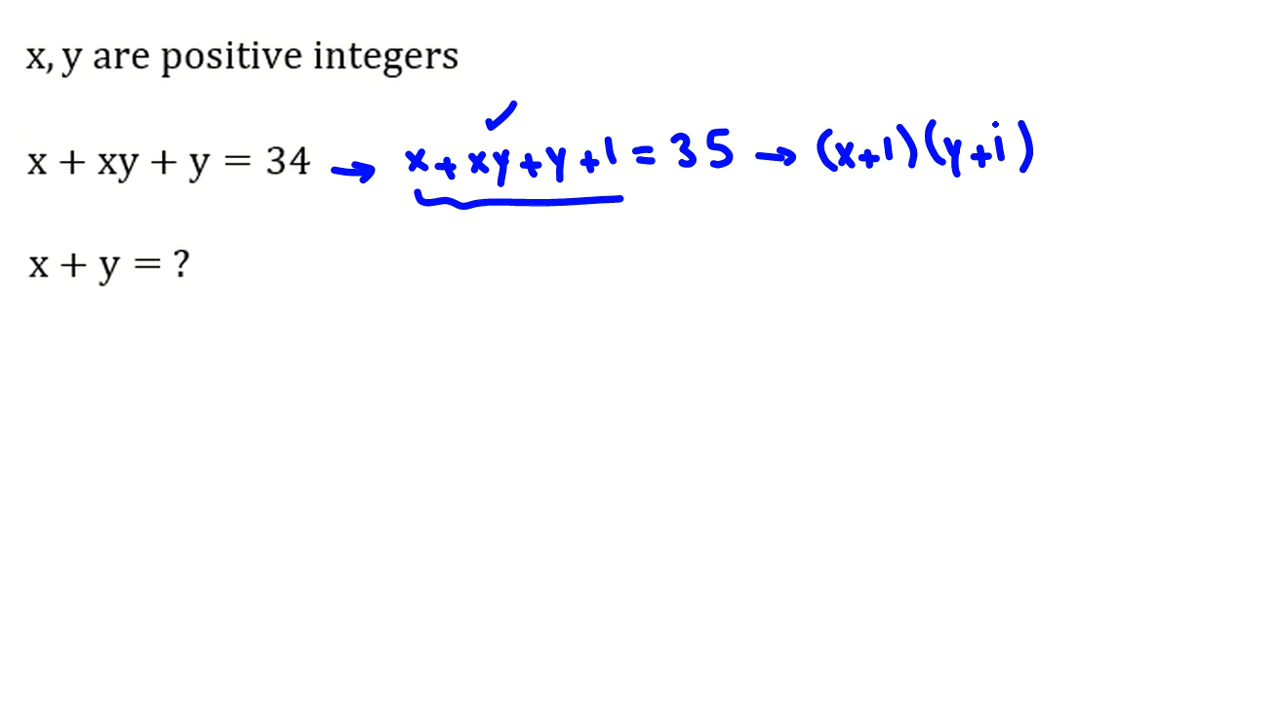 x, y are positive integers
x + xy + y = 34 → x + xy + y + 1 = 35 → (x+1)(y+1)
x + y = ?